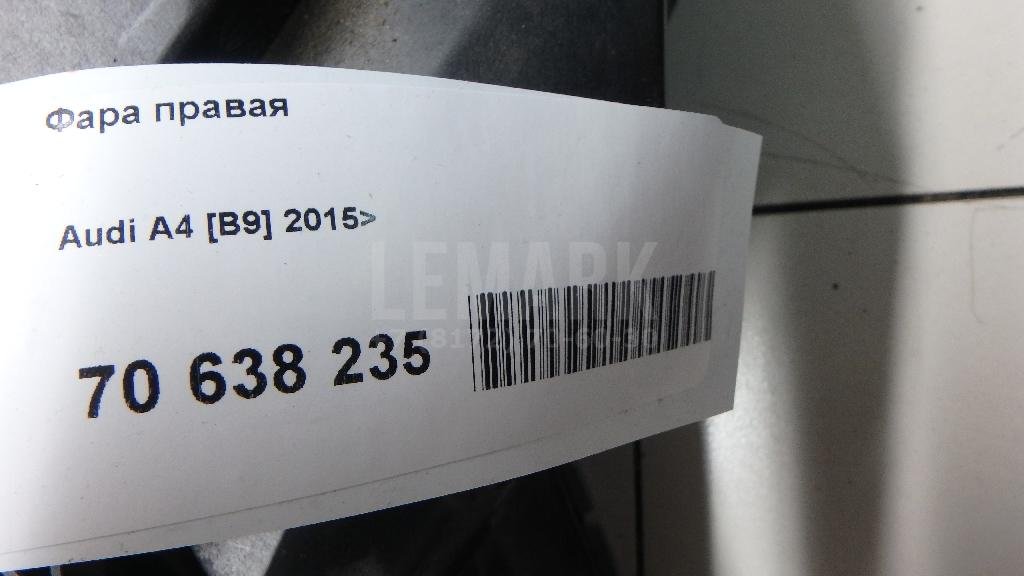 Фара правая
Audi A4 [B9] 2015>
LEMARK
70 638 235